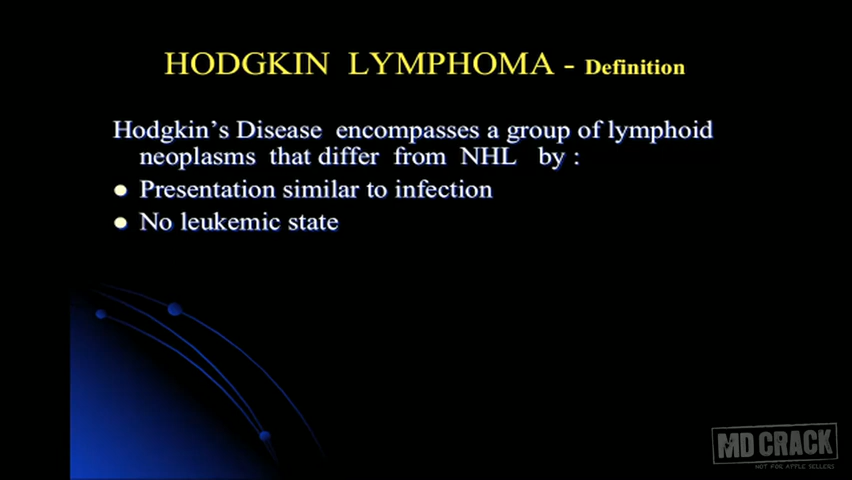 HODGKIN LYMPHOMA - Definition
Hodgkin's Disease encompasses a group of lymphoid
neoplasms that differ from NHL by :
● Presentation similar to infection
● No leukemic state
MD CRACK
NOT FOR APPLE SELLERS